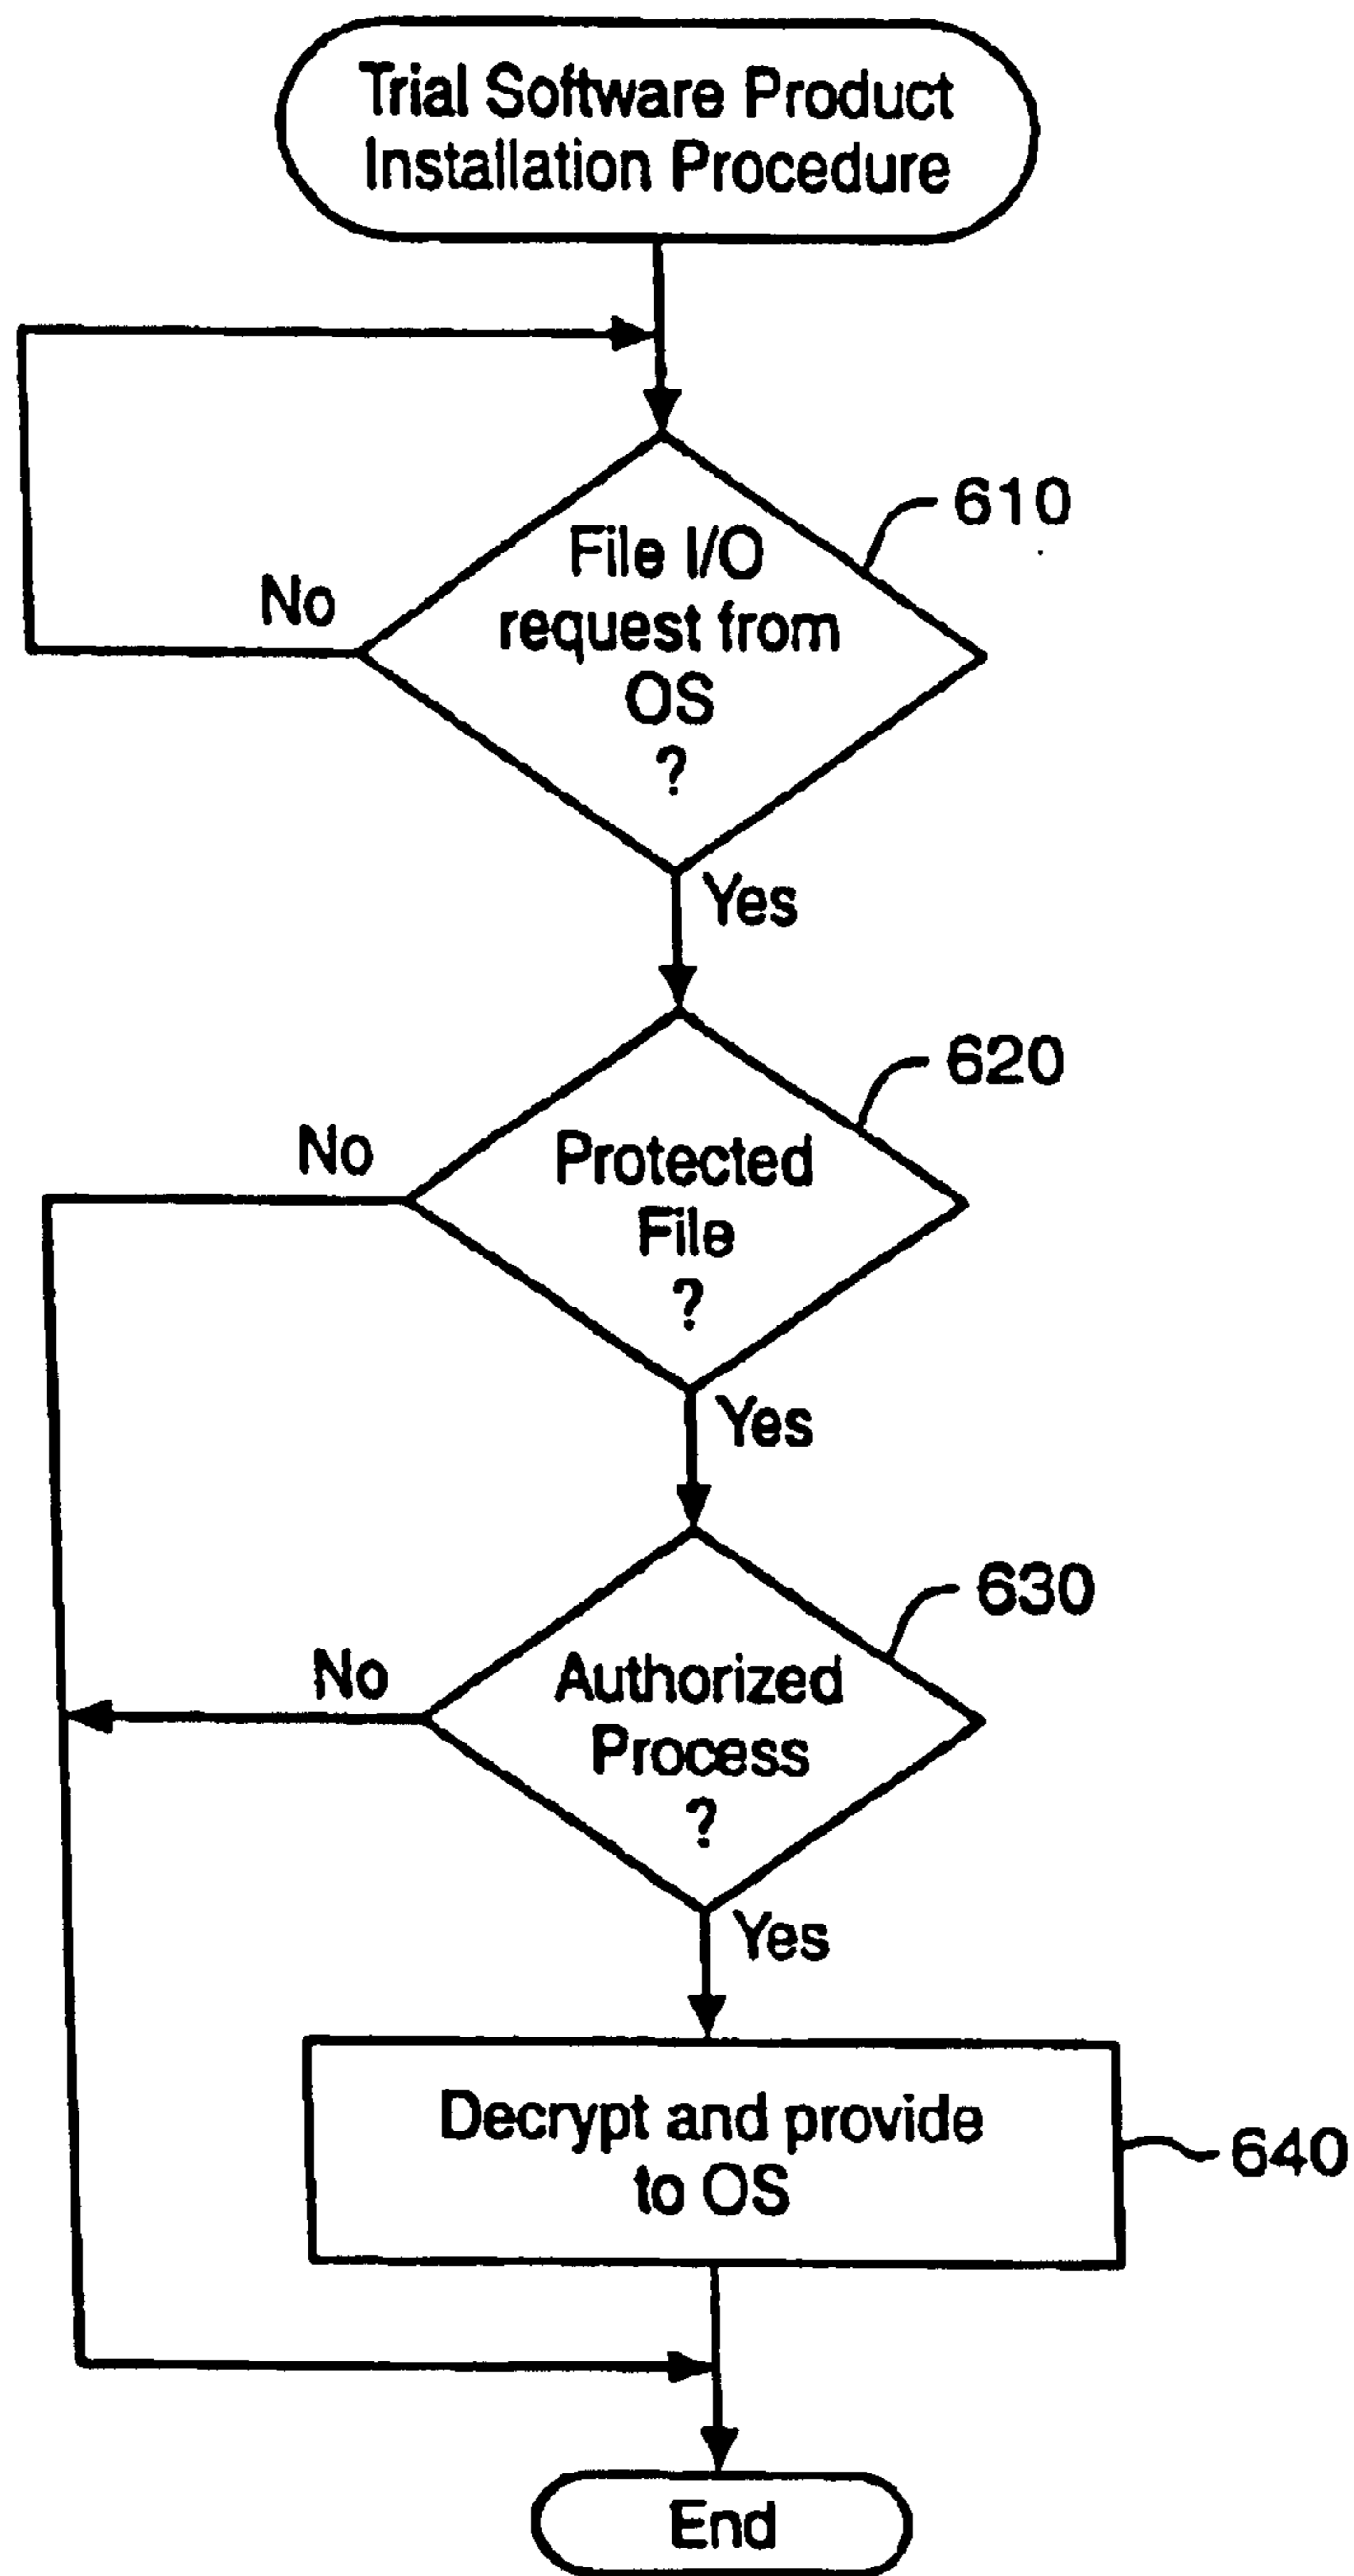 Trial Software Product
Installation Procedure
610
File I/O
request from
OS
?
No
Yes
620
Protected
File
?
No
Yes
630
Authorized
Process
?
No
Yes
Decrypt and provide
to OS
640
End